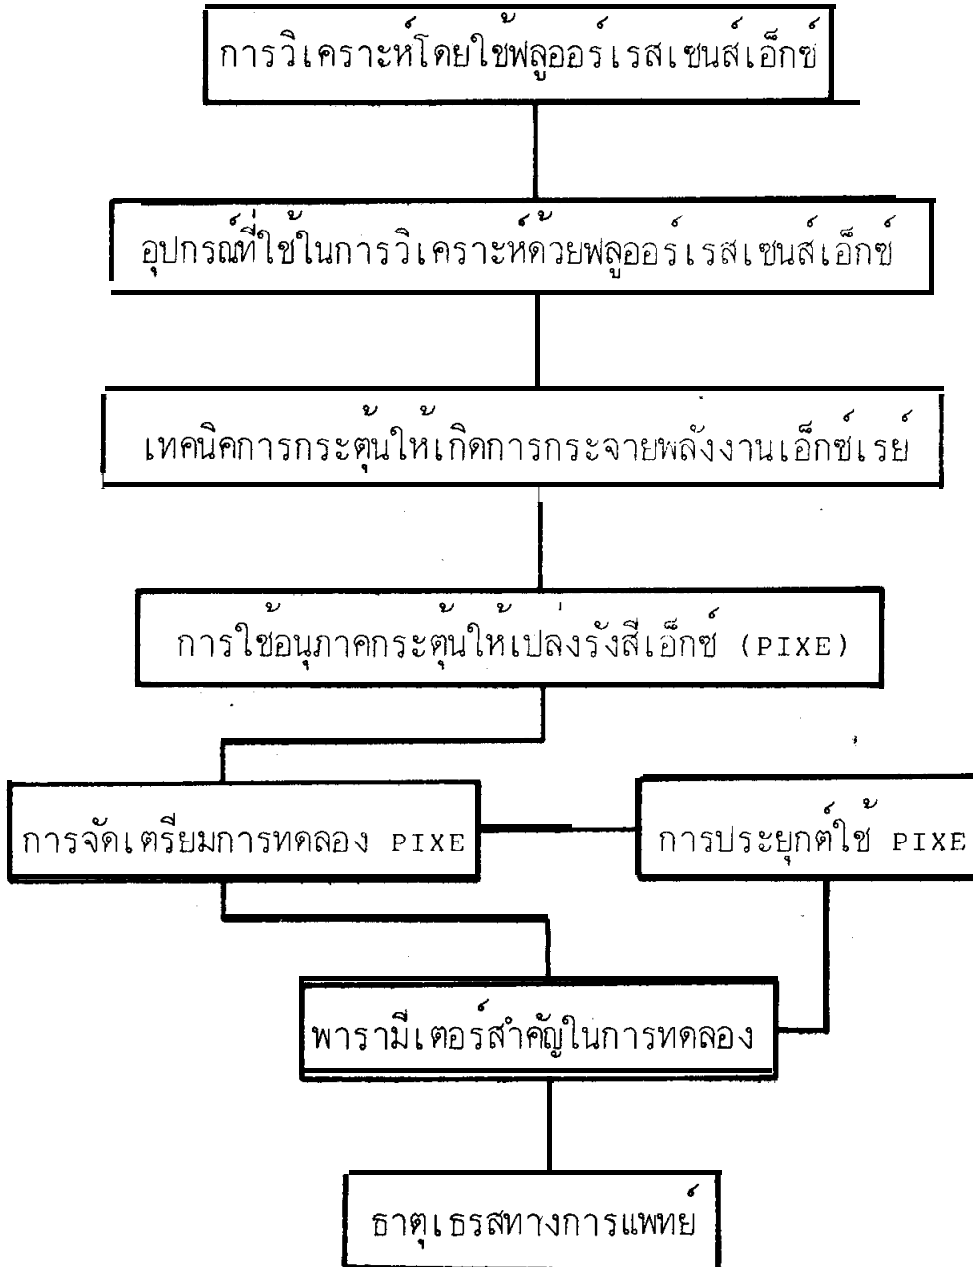 การวิเคราะห์โดยใช้ฟลูออร์เรสเซนส์เอ็กซ์
อุปกรณ์ที่ใช้ในการวิเคราะห์ด้วยฟลูออร์เรสเซนส์เอ็กซ์
เทคนิคการกระตุ้นให้เกิดการกระจายพลังงานเอ็กซ์เรย์
การใช้อนุภาคกระตุ้นให้เปล่งรังสีเอ็กซ์ (PIXE)
การจัดเตรียมการทดลอง PIXE
การประยุกต์ใช้ PIXE
พารามีเตอร์สำคัญในการทดลอง
ธาตุเธรสทางการแพทย์